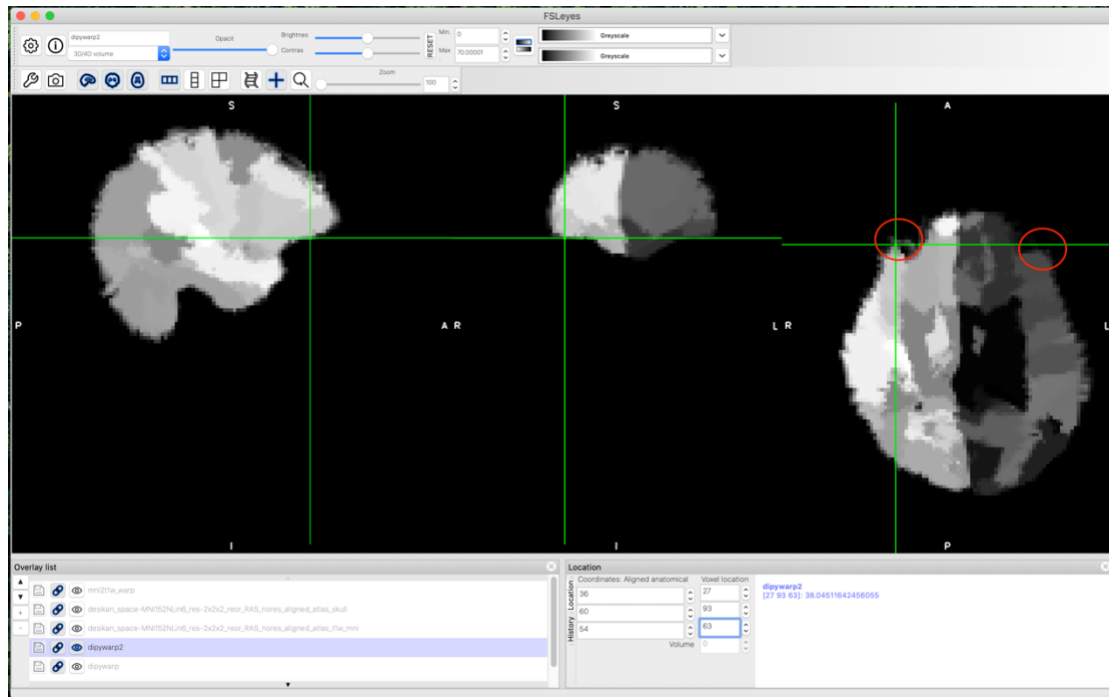 FSLeyes
dipywarp2
30/40 volume
Opacit
Brightnes
Contras
RESET
Min.
0
Max
70.00001
Greyscale
Greyscale
Zoom
100
S
S
A
P
A R
L R
L
I
I
P
Overlay list
mni2t1w_warp
desikan_space-MNI152NLin6_res-2x2x2_reor_RAS_nores_aligned_atlas_skull
desikan_space-MNI152NLin6_res-2x2x2_reor_RAS_nores_aligned_atlas_t1w_mni
dipywarp2
dipywarp
Location
History
Location
Coordinates: Aligned anatomical
Voxel location
36
27
60
93
54
63
Volume
0
dipywarp2
[27 93 63]: 38.04511642456055